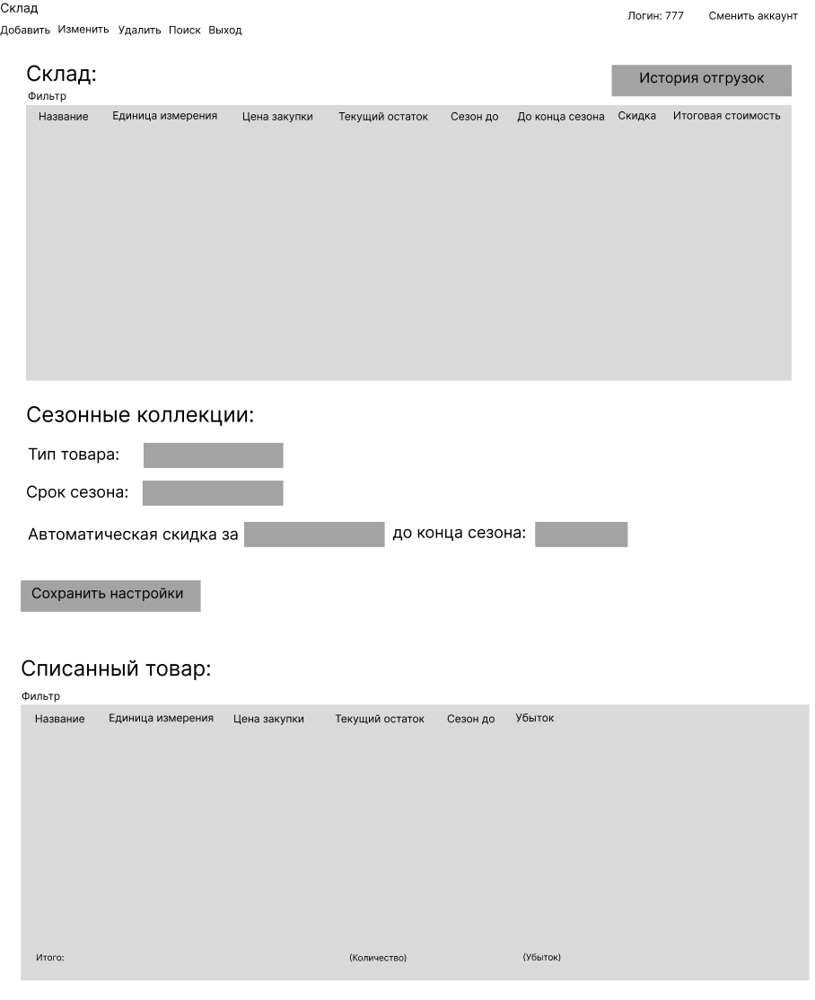 Склад
Логин: 777 Сменить аккаунт
Добавить Изменить Удалить Поиск Выход
Склад:
История отгрузок
Фильтр
Название Единица измерения Цена закупки Текущий остаток Сезон до До конца сезона Скидка Итоговая стоимость
Сезонные коллекции:
Тип товара:
Срок сезона:
Автоматическая скидка за до конца сезона:
Сохранить настройки
Списанный товар:
Фильтр
Название Единица измерения Цена закупки Текущий остаток Сезон до Убыток
Итого: (Количество) (Убыток)